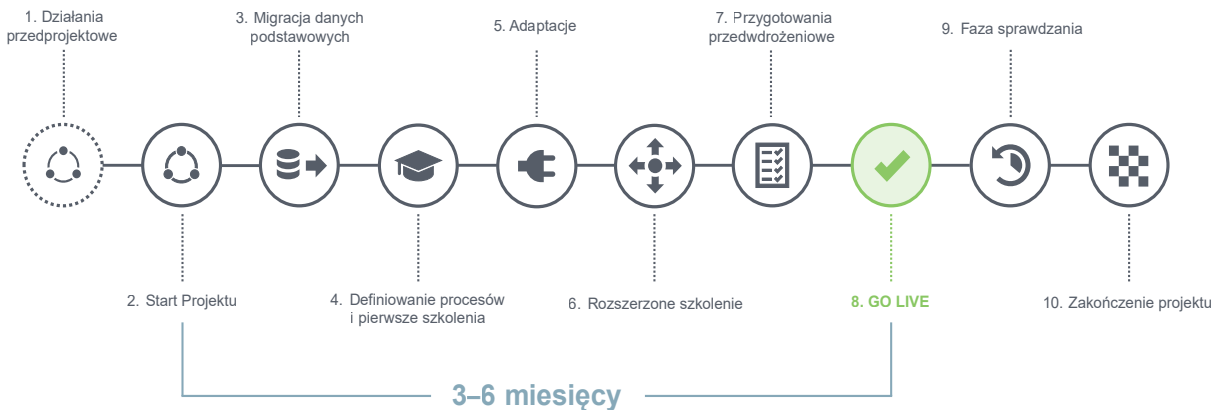 1. Działania
przedprojektowe
2. Start Projektu
3. Migracja danych
podstawowych
4. Definiowanie procesów
i pierwsze szkolenia
5. Adaptacje
6. Rozszerzone szkolenie
7. Przygotowania
przedwdrożeniowe
8. GO LIVE
9. Faza sprawdzania
10. Zakończenie projektu
3–6 miesięcy